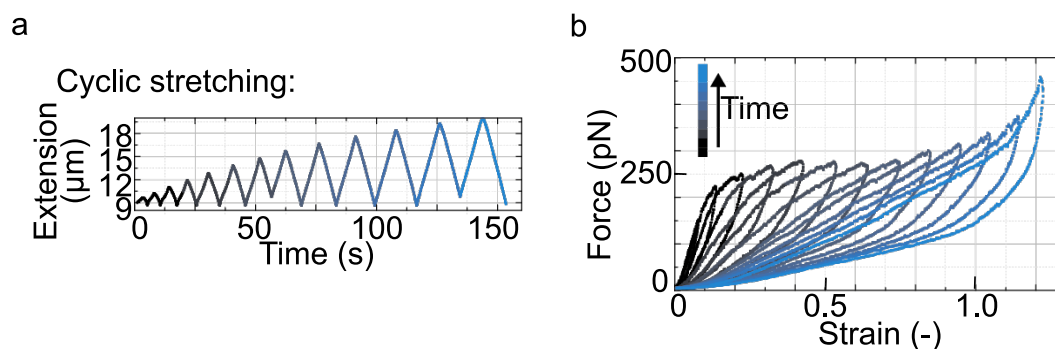 a
Cyclic stretching:
Extension
(μm)
18
15
12
9
0
50
100
150
Time (s)
b
500
250
0
Force (pN)
Time
0
0.5
1.0
Strain (-)